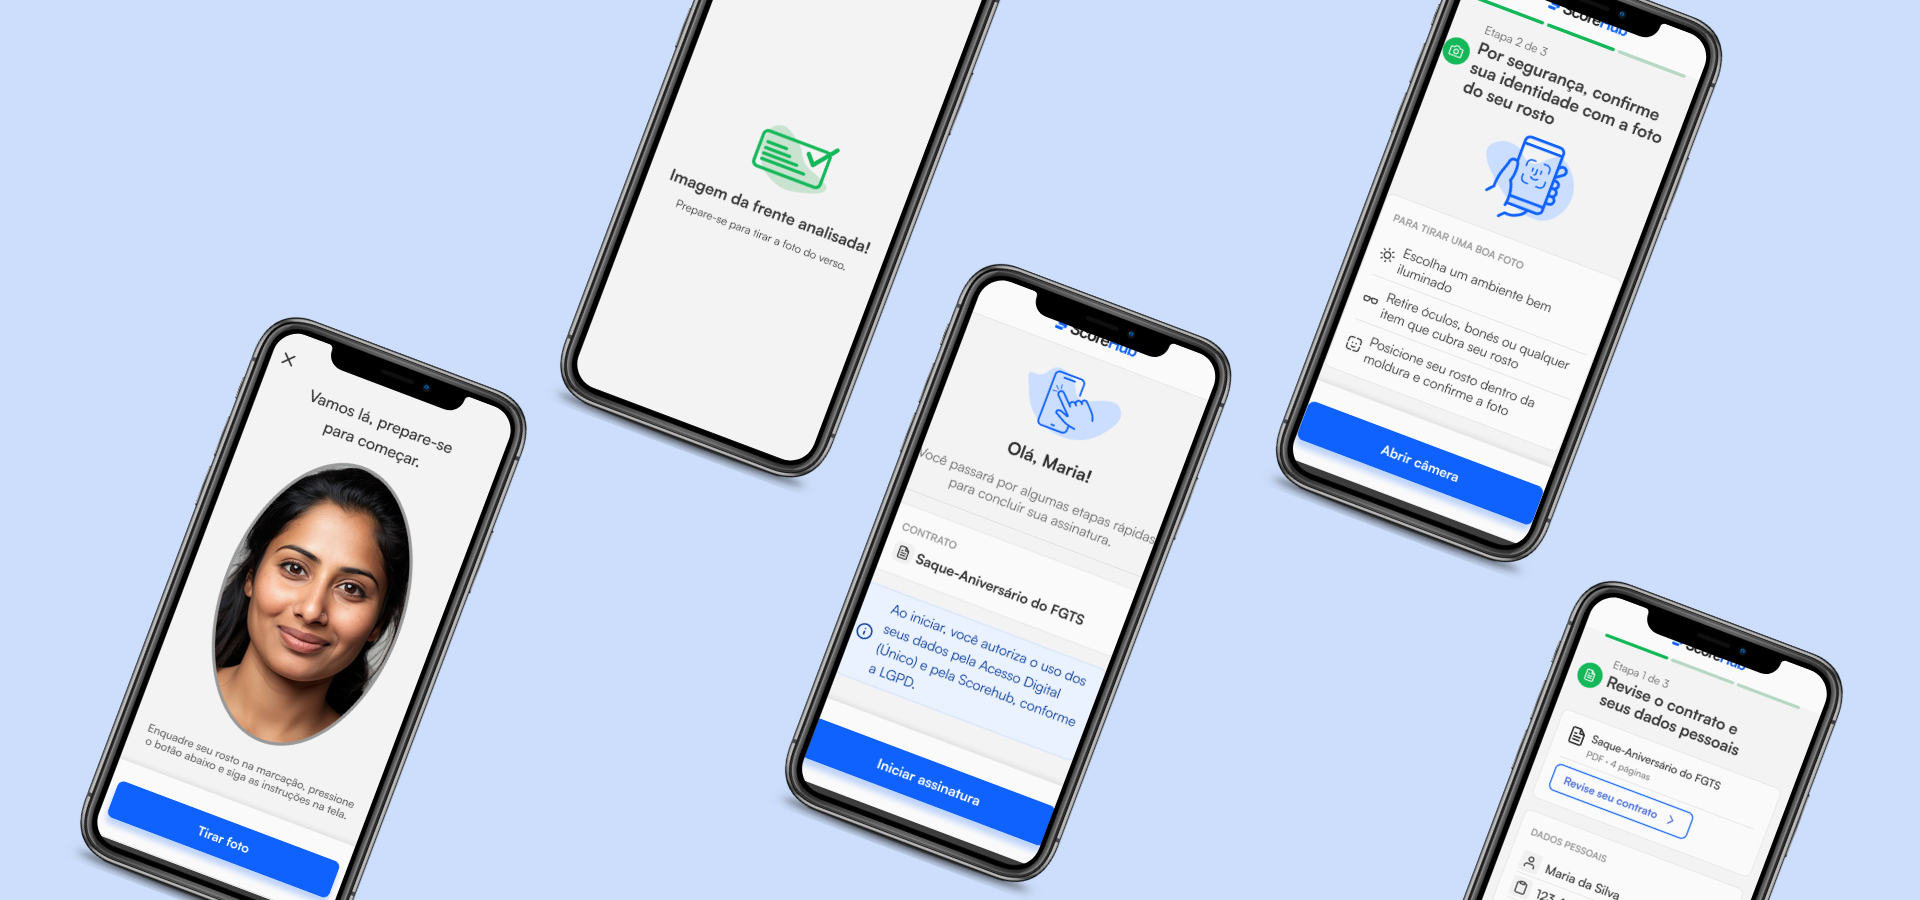 Vamos lá, prepare-se
para começar.
Enquadre seu rosto na marcação, pressione
o botão abaixo e siga as instruções na tela.
Tirar foto
Imagem da frente analisada!
Prepare-se para tirar a foto do verso.
ScoreHub
Olá, Maria!
Você passará por algumas etapas rápidas
para concluir sua assinatura.
CONTRATO
Saque-Aniversário do FGTS
Ao iniciar, você autoriza o uso dos
seus dados pela Acesso Digital
(Único) e pela Scorehub, conforme
a LGPD.
Iniciar assinatura
ScoreHub
Etapa 2 de 3
Por segurança, confirme
sua identidade com a foto
do seu rosto
PARA TIRAR UMA BOA FOTO
Escolha um ambiente bem
iluminado
Retire óculos, bonés ou qualquer
item que cubra seu rosto
Posicione seu rosto dentro da
moldura e confirme a foto
Abrir câmera
ScoreHub
Etapa 1 de 3
Revise o contrato e
seus dados pessoais
Saque-Aniversário do FGTS
PDF • 4 páginas
Revise seu contrato
DADOS PESSOAIS
Maria da Silva